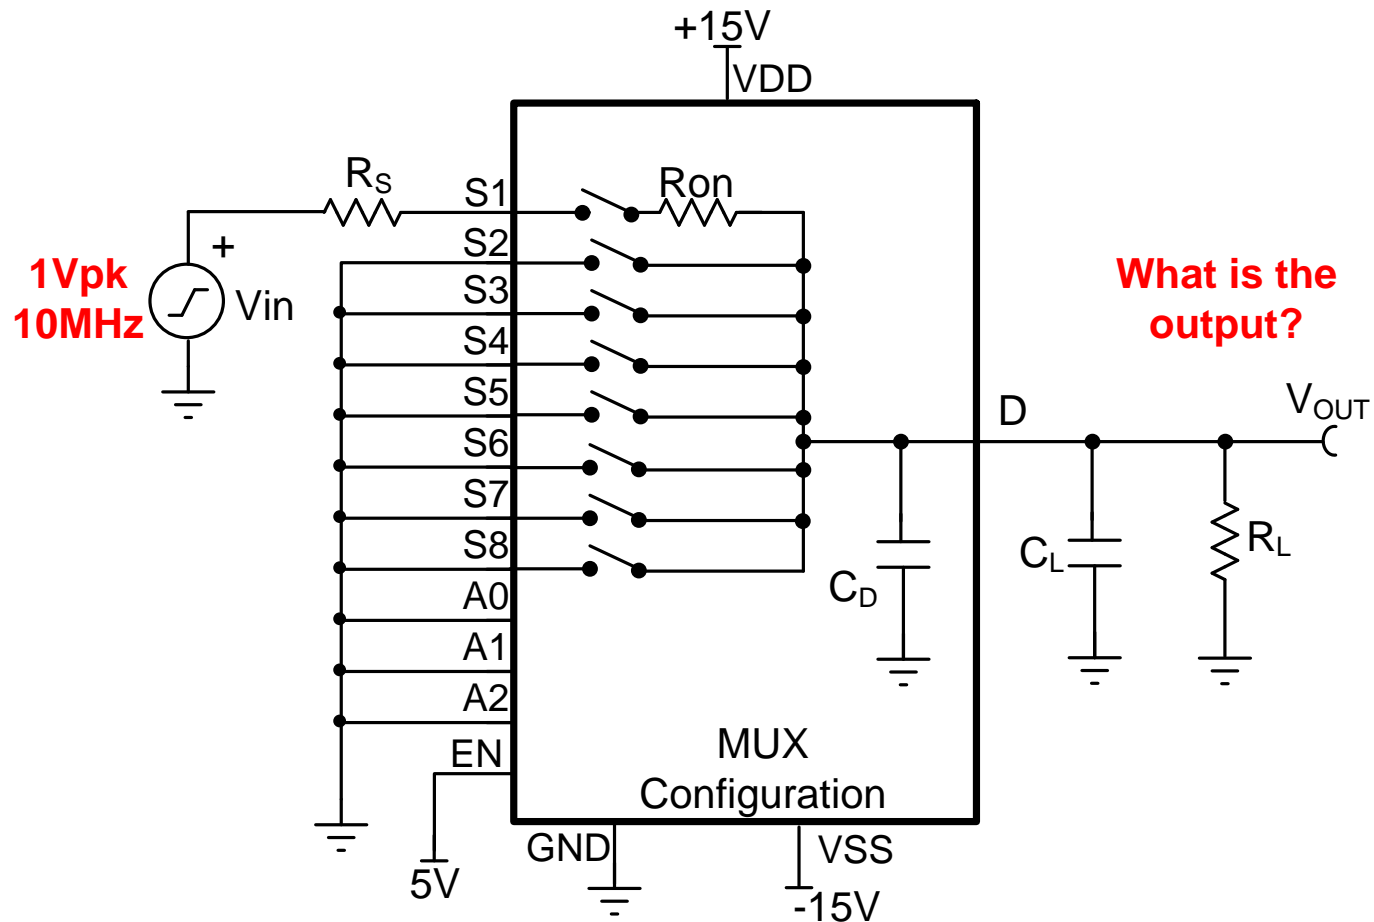 +15V
VDD
RS
S1
Ron
S2
+
1Vpk
10MHz
Vin
S3
S4
S5
S6
S7
S8
A0
A1
A2
EN
5V
What is the
output?
D
VOUT
CD
CL
RL
MUX
Configuration
GND
VSS
-15V